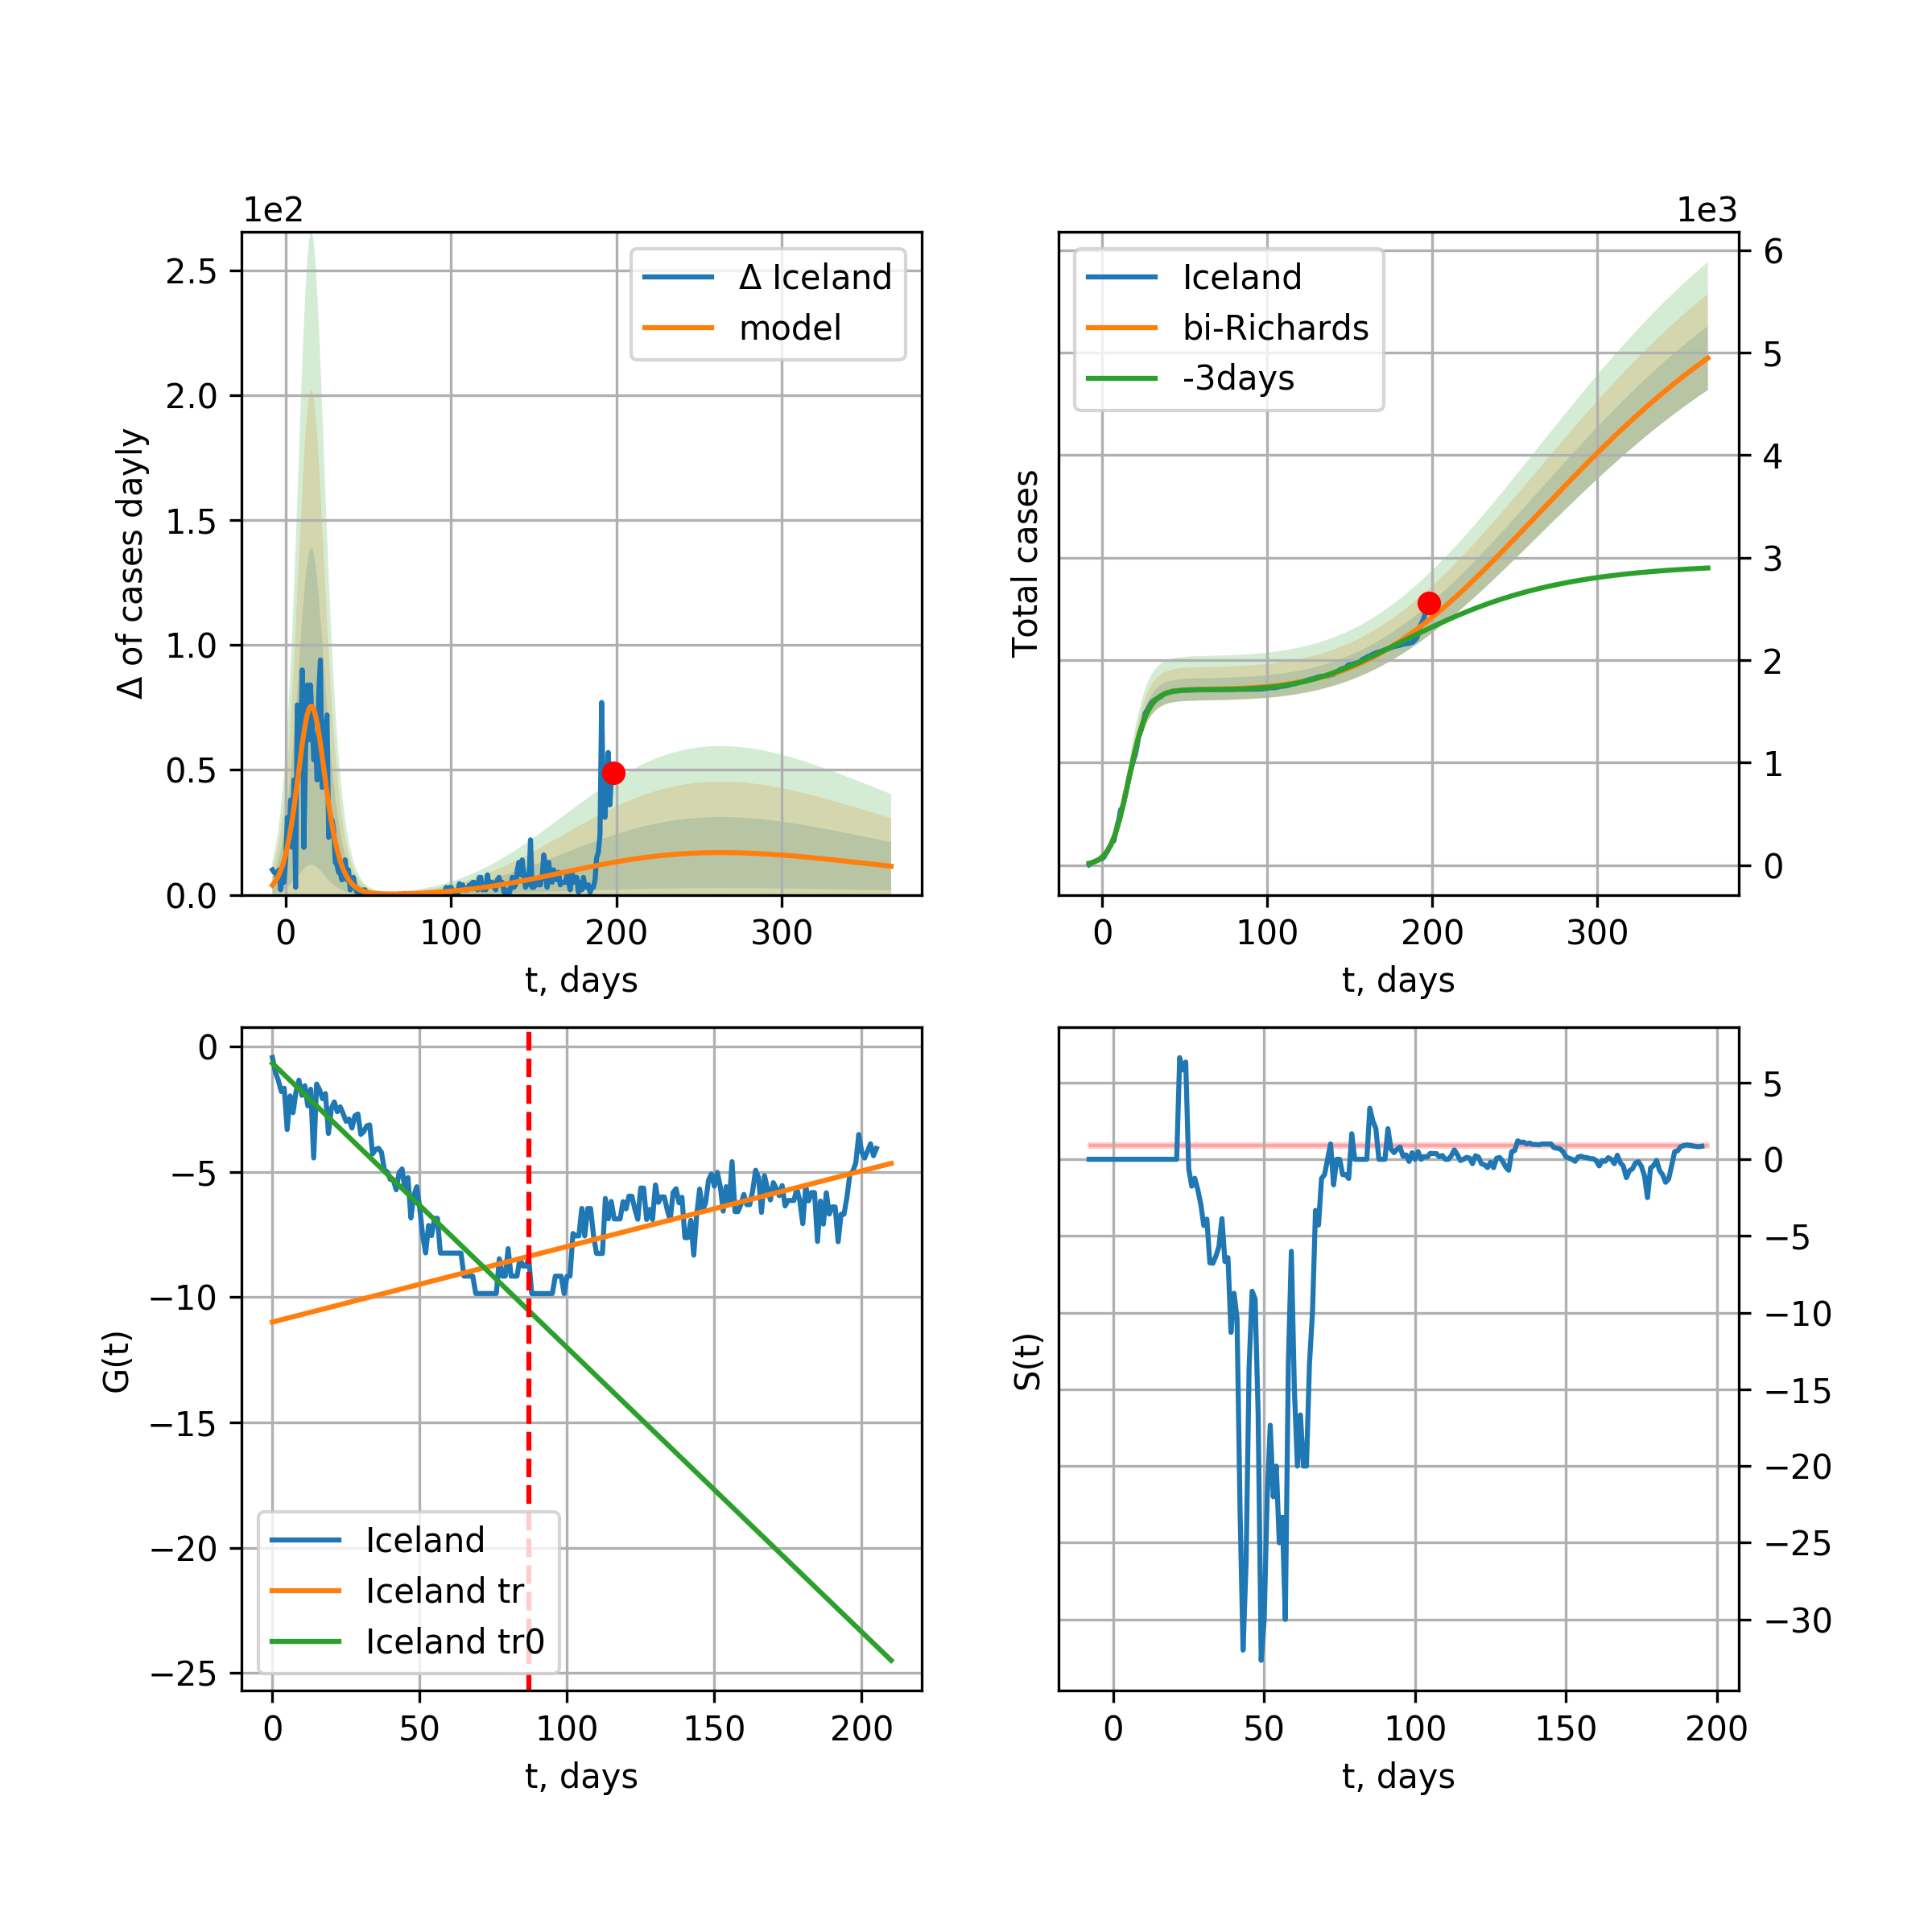 1e2
Δ of cases dayly
2.5
2.0
1.5
1.0
0.5
0.0
Δ Iceland
model
0 100 200 300
t, days
1e3
Total cases
Iceland
bi-Richards
-3days
6
5
4
3
2
1
0
0 100 200 300
t, days
G(t)
0
−5
−10
−15
−20
−25
Iceland
Iceland tr
Iceland tr0
0 50 100 150 200
t, days
S(t)
5
0
−5
−10
−15
−20
−25
−30
0 50 100 150 200
t, days